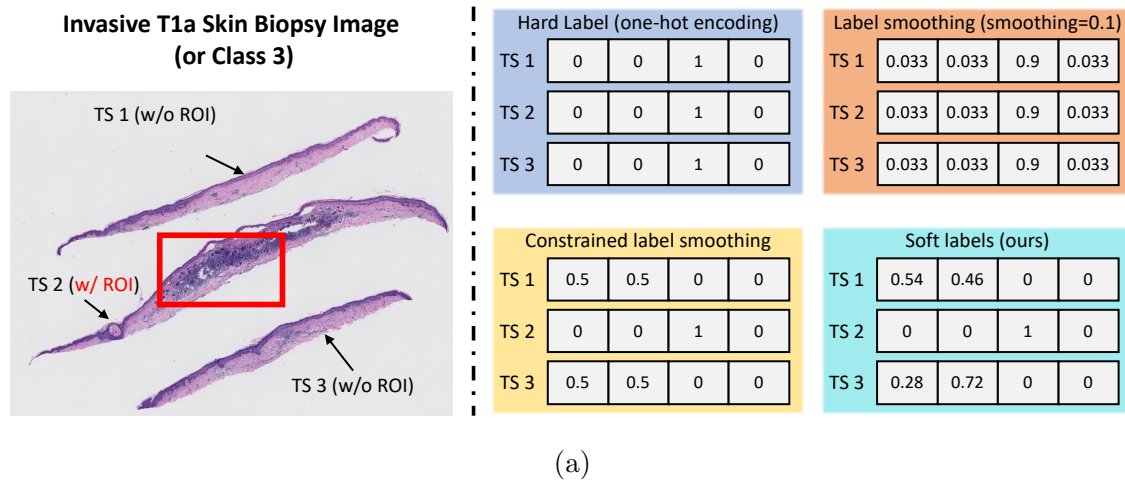 Invasive T1a Skin Biopsy Image
(or Class 3)
TS 1 (w/o ROI)
TS 2 (w/ ROI)
TS 3 (w/o ROI)
Hard Label (one-hot encoding)
TS 1 0 0 1 0
TS 2 0 0 1 0
TS 3 0 0 1 0
Label smoothing (smoothing=0.1)
TS 1 0.033 0.033 0.9 0.033
TS 2 0.033 0.033 0.9 0.033
TS 3 0.033 0.033 0.9 0.033
Constrained label smoothing
TS 1 0.5 0.5 0 0
TS 2 0 0 1 0
TS 3 0.5 0.5 0 0
Soft labels (ours)
TS 1 0.54 0.46 0 0
TS 2 0 0 1 0
TS 3 0.28 0.72 0 0
(a)